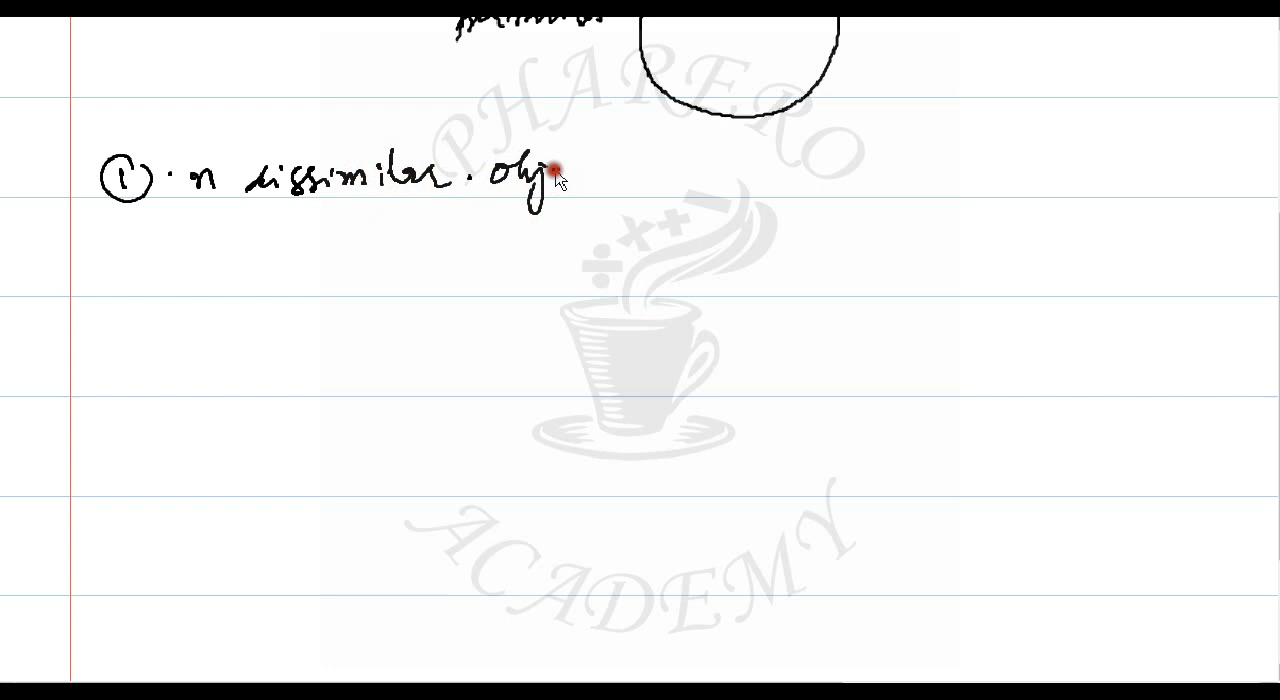 PHARERO
① . n dissimilar . obj
ACADEMY